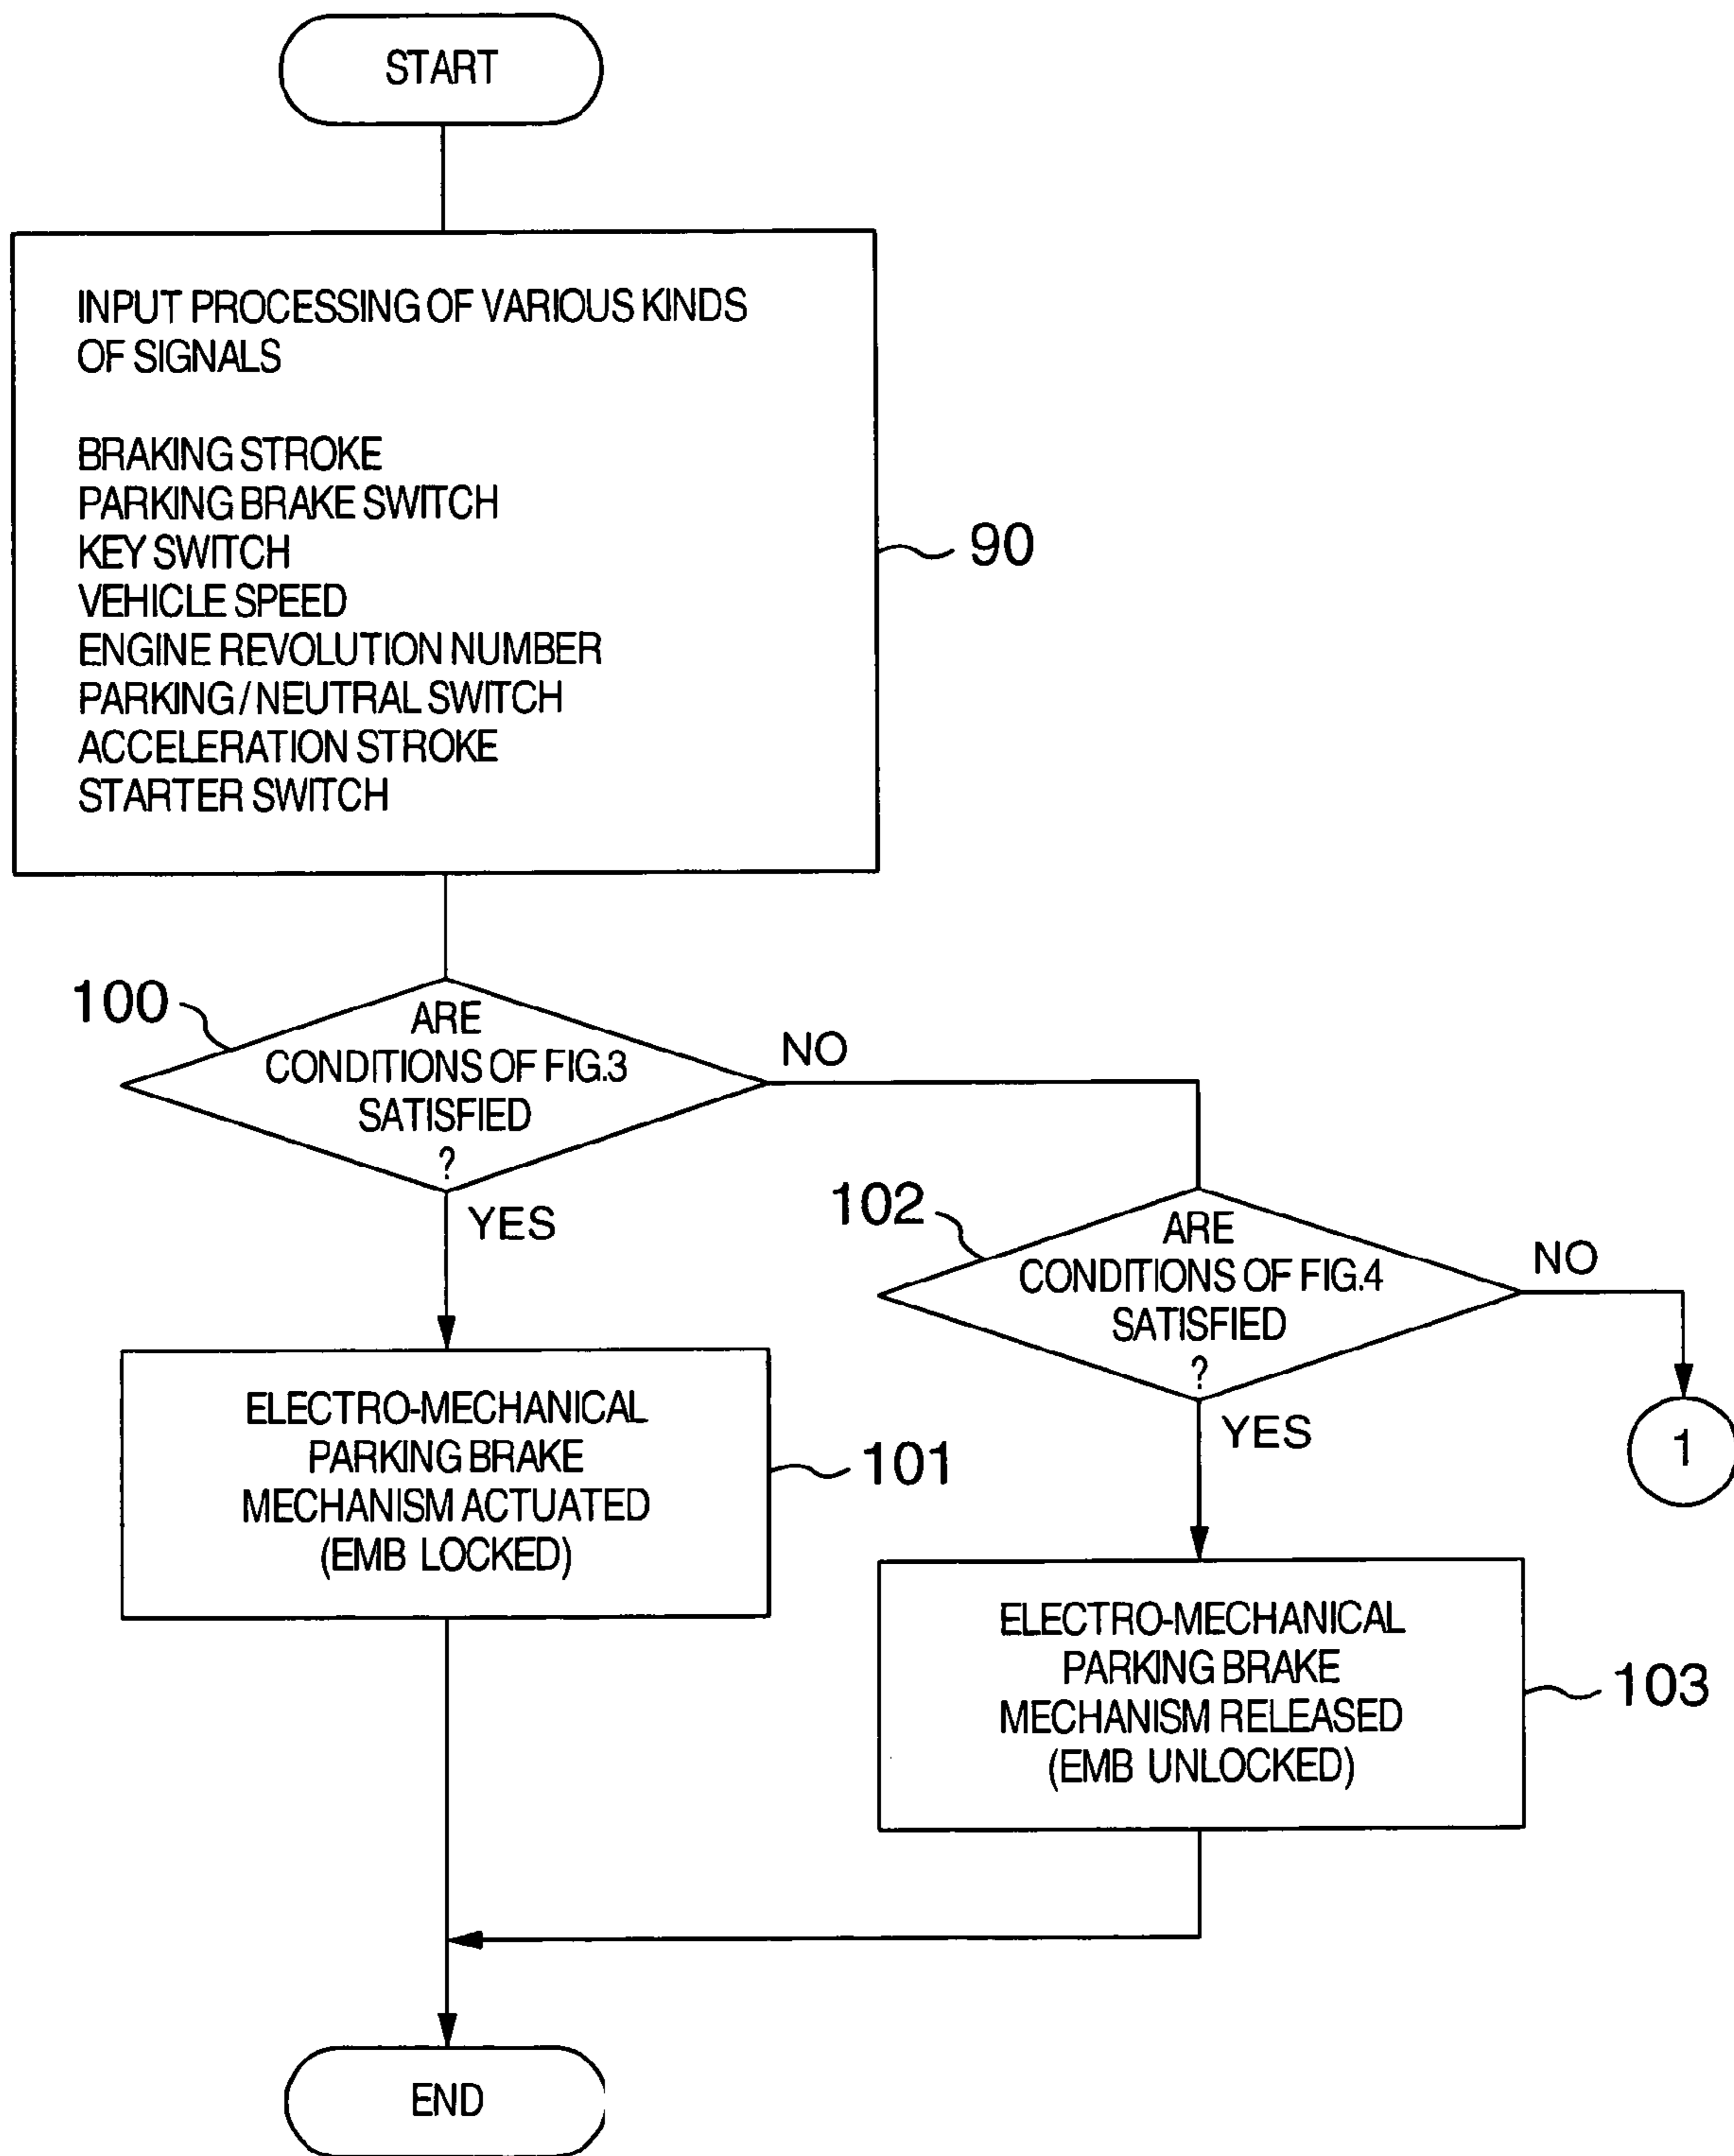 START
INPUT PROCESSING OF VARIOUS KINDS
OF SIGNALS
BRAKING STROKE
PARKING BRAKE SWITCH
KEY SWITCH
VEHICLE SPEED
ENGINE REVOLUTION NUMBER
PARKING/NEUTRAL SWITCH
ACCELERATION STROKE
STARTER SWITCH
90
100
ARE
CONDITIONS OF FIG.3
SATISFIED
?
NO
YES
102
ARE
CONDITIONS OF FIG.4
SATISFIED
?
NO
YES
1
ELECTRO-MECHANICAL
PARKING BRAKE
MECHANISM ACTUATED
(EMB LOCKED)
101
ELECTRO-MECHANICAL
PARKING BRAKE
MECHANISM RELEASED
(EMB UNLOCKED)
103
END